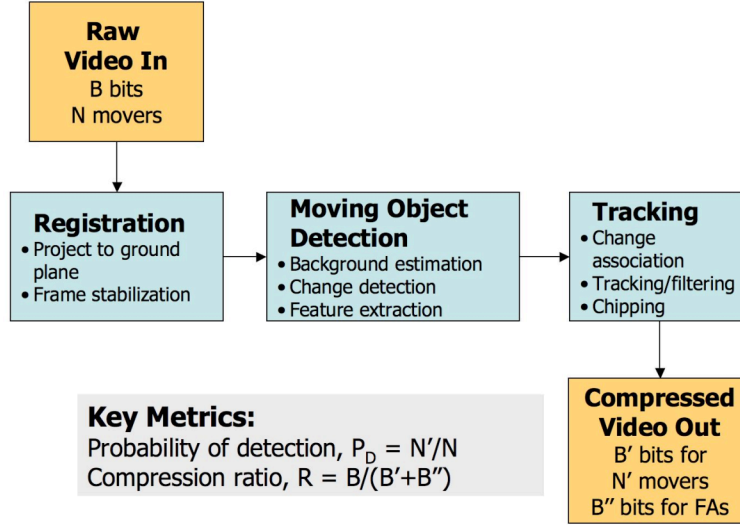 Raw
Video In
B bits
N movers
Registration
• Project to ground
plane
• Frame stabilization
Moving Object
Detection
• Background estimation
• Change detection
• Feature extraction
Tracking
• Change
association
• Tracking/filtering
• Chipping
Key Metrics:
Probability of detection, P_D = N’/N
Compression ratio, R = B/(B’+B”)
Compressed
Video Out
B’ bits for
N’ movers
B” bits for FAs